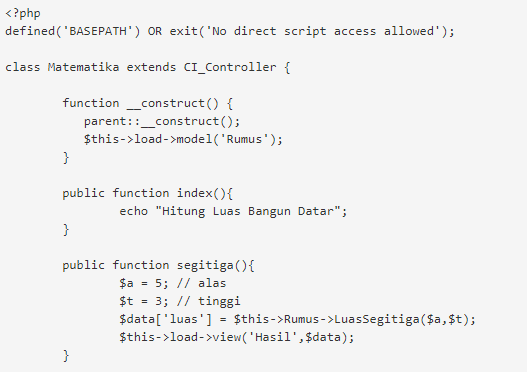 <?php
defined('BASEPATH') OR exit('No direct script access allowed');
class Matematika extends CI_Controller {
function __construct() {
parent::__construct();
$this->load->model('Rumus');
}
public function index(){
echo "Hitung Luas Bangun Datar";
}
public function segitiga(){
$a = 5; // alas
$t = 3; // tinggi
$data['luas'] = $this->Rumus->LuasSegitiga($a,$t);
$this->load->view('Hasil',$data);
}